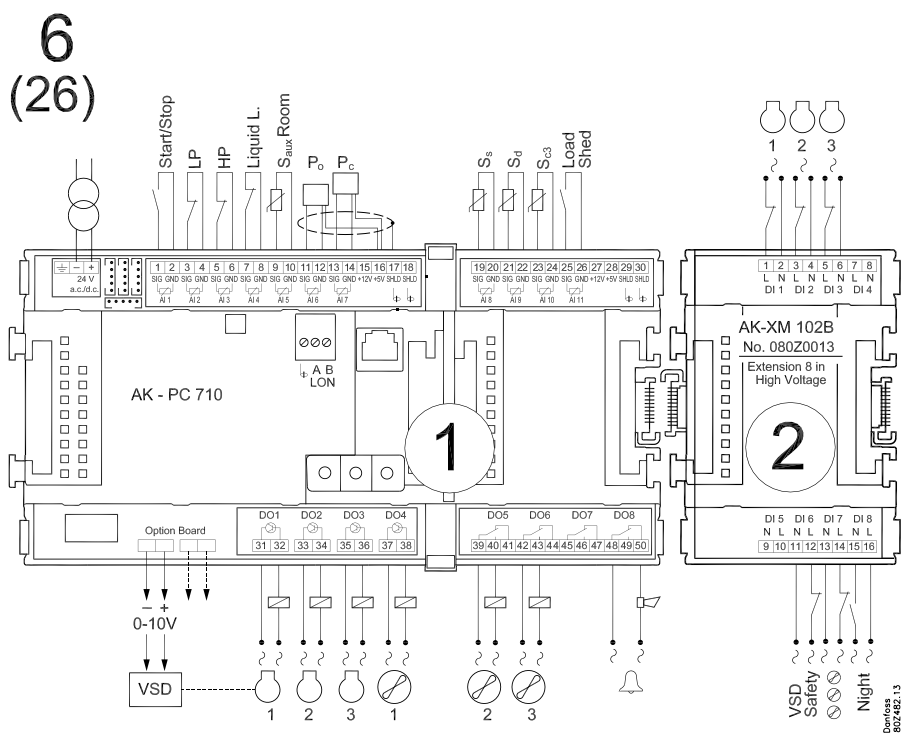 6
(26)
Start/Stop
LP
HP
Liquid L.
Saux Room
Po
Pc
Ss
Sd
Sc3
Load
Shed
1 2 3
− +
24 V
a.c./d.c.
1 2 3 4 5 6 7 8 9 10 11 12 13 14 15 16 17 18
SIG GND SIG GND SIG GND SIG GND SIG GND SIG GND SIG GND +12V +5V SHLD SHLD
AI 1 AI 2 AI 3 AI 4 AI 5 AI 6 AI 7
19 20 21 22 23 24 25 26 27 28 29 30
SIG GND SIG GND SIG GND SIG GND +12V +5V SHLD SHLD
AI 8 AI 9 AI 10 AI 11
1 2 3 4 5 6 7 8
L N L N L N L N
DI 1 DI 2 DI 3 DI 4
A B
LON
AK - PC 710
1
AK-XM 102B
No. 080Z0013
Extension 8 in
High Voltage
2
Option Board
DO1 DO2 DO3 DO4
31 32 33 34 35 36 37 38
DO5 DO6 DO7 DO8
39 40 41 42 43 44 45 46 47 48 49 50
DI 5 DI 6 DI 7 DI 8
N L N L N L N L
9 10 11 12 13 14 15 16
− +
0-10V
VSD
1 2 3 1
2 3
VSD
Safety
Night
Danfoss
80Z482.13